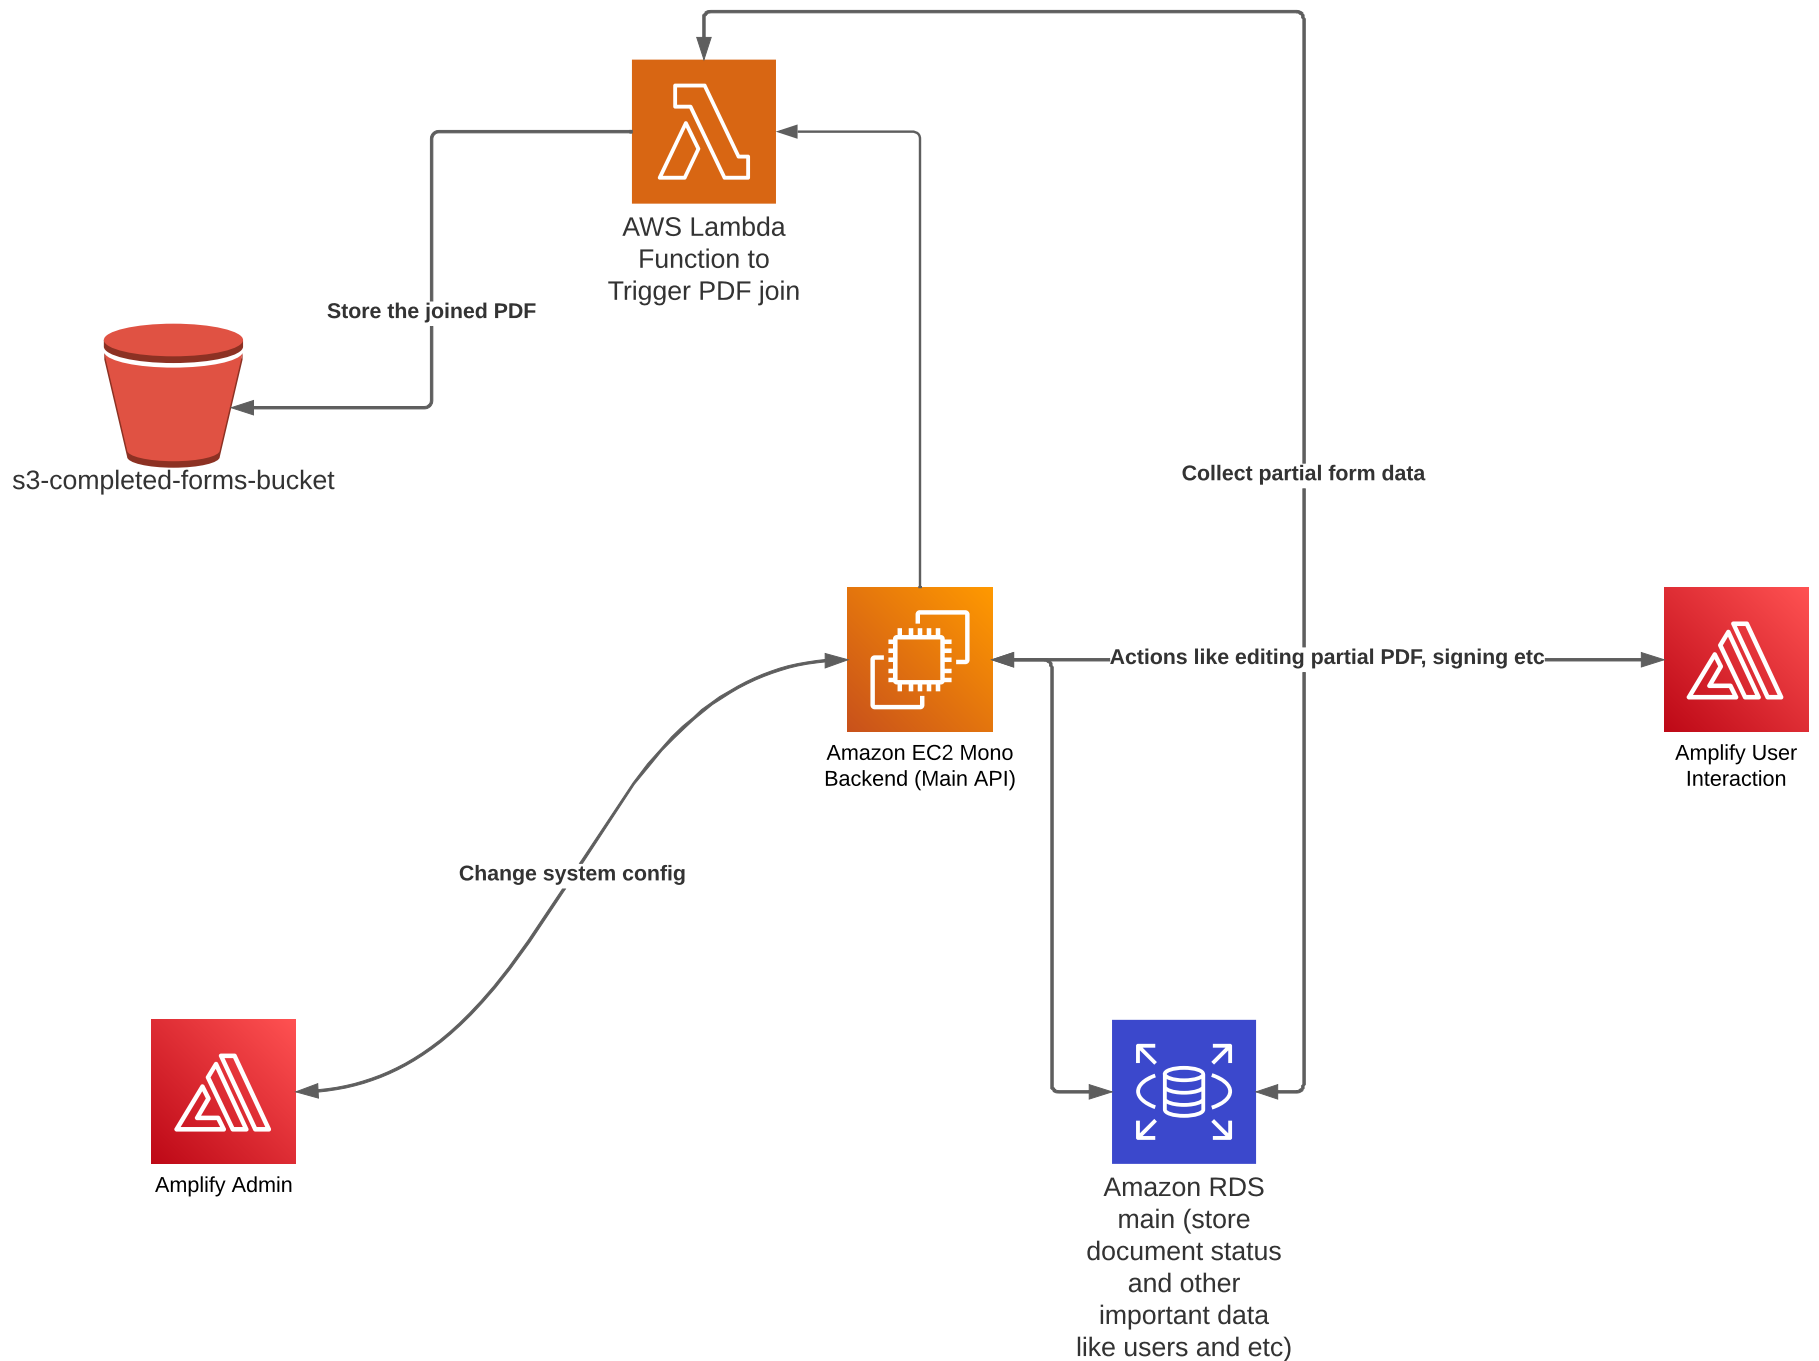 AWS Lambda
Function to
Trigger PDF join
Store the joined PDF
s3-completed-forms-bucket
Collect partial form data
Actions like editing partial PDF, signing etc
Amazon EC2 Mono
Backend (Main API)
Amplify User
Interaction
Change system config
Amplify Admin
Amazon RDS
main (store
document status
and other
important data
like users and etc)